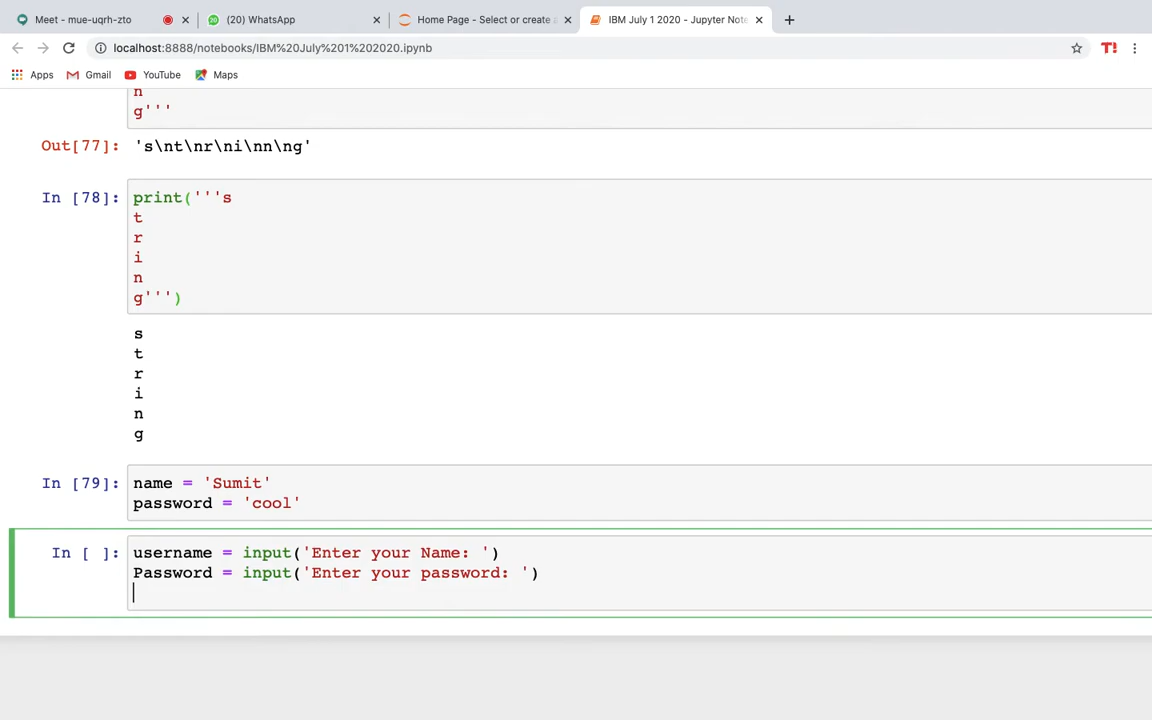 Meet - mue-uqrh-zto
(20) WhatsApp
Home Page - Select or create a
IBM July 1 2020 - Jupyter Note
localhost:8888/notebooks/IBM%20July%201%202020.ipynb
T!
Apps
Gmail
YouTube
Maps
n
g'''
Out[77]: 's\nt\nr\ni\nn\ng'
In [78]: print('''s
t
r
i
n
g''')
s
t
r
i
n
g
In [79]: name = 'Sumit'
password = 'cool'
In [ ]: username = input('Enter your Name: ')
Password = input('Enter your password: ')